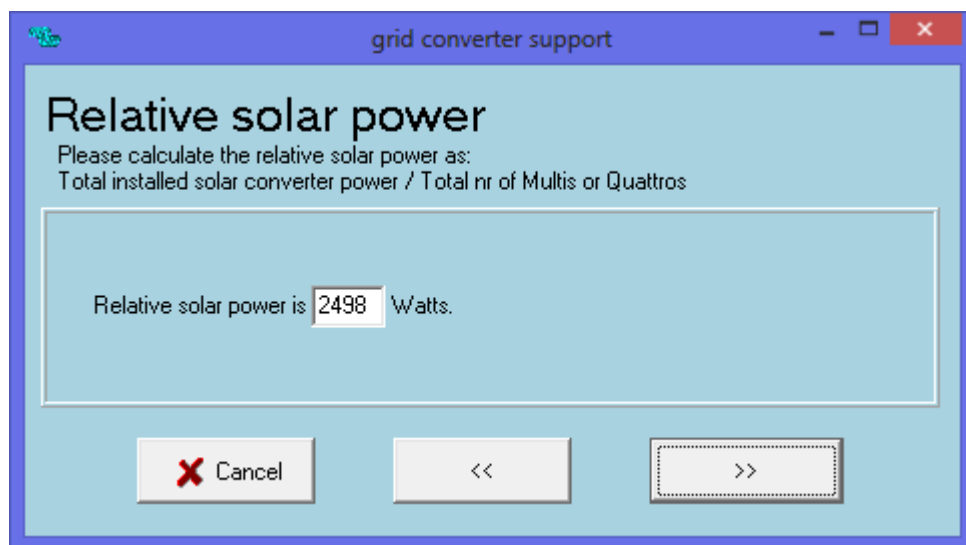 grid converter support
Relative solar power
Please calculate the relative solar power as:
Total installed solar converter power / Total nr of Multis or Quattros
Relative solar power is 2498 Watts.
Cancel << >>